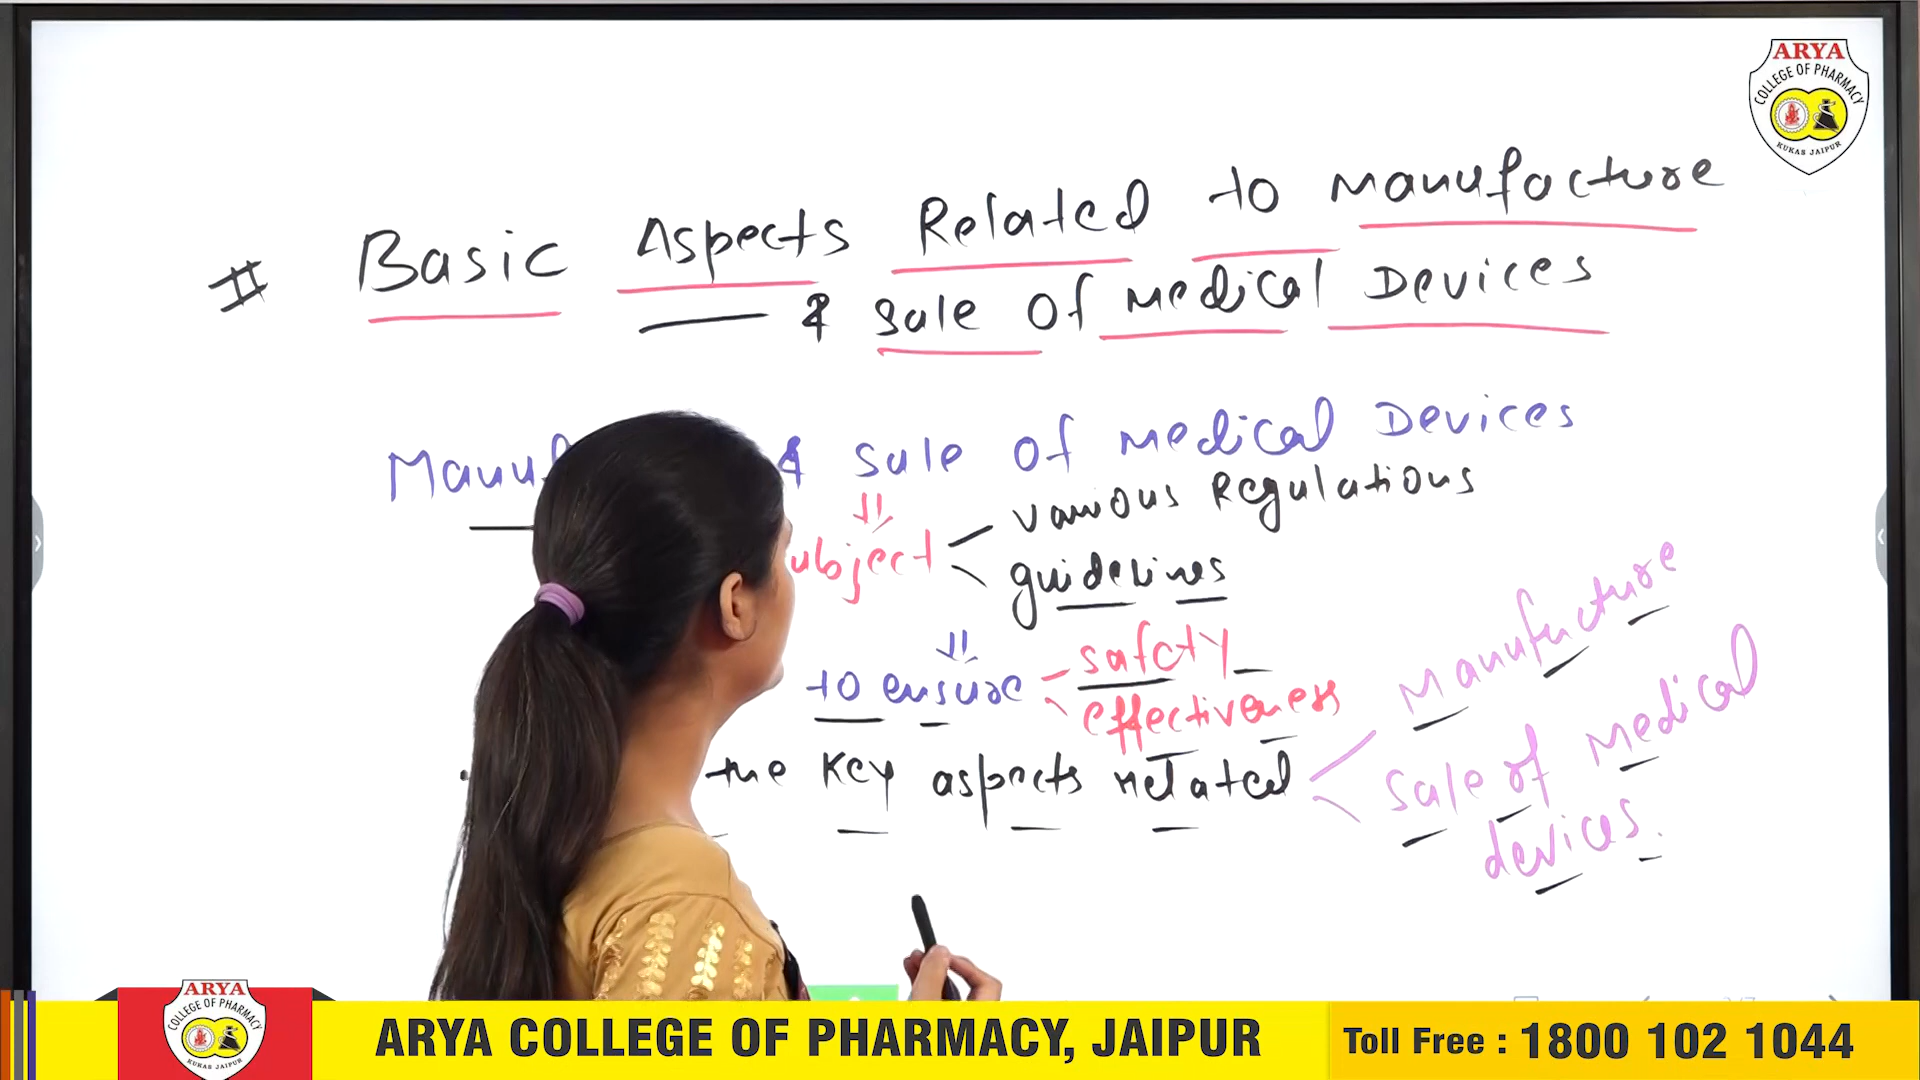 ARYA
COLLEGE OF PHARMACY
KUKAS JAIPUR
# Basic Aspects Related to Manufacture
& Sale of Medical Devices
& sale of Medical Devices
various Regulations
guidelines
to ensure
safety
effectiveness
the key aspects related
Manufacture
Sale of Medical
devices.
ARYA
COLLEGE OF PHARMACY
KUKAS JAIPUR
ARYA COLLEGE OF PHARMACY, JAIPUR
Toll Free : 1800 102 1044